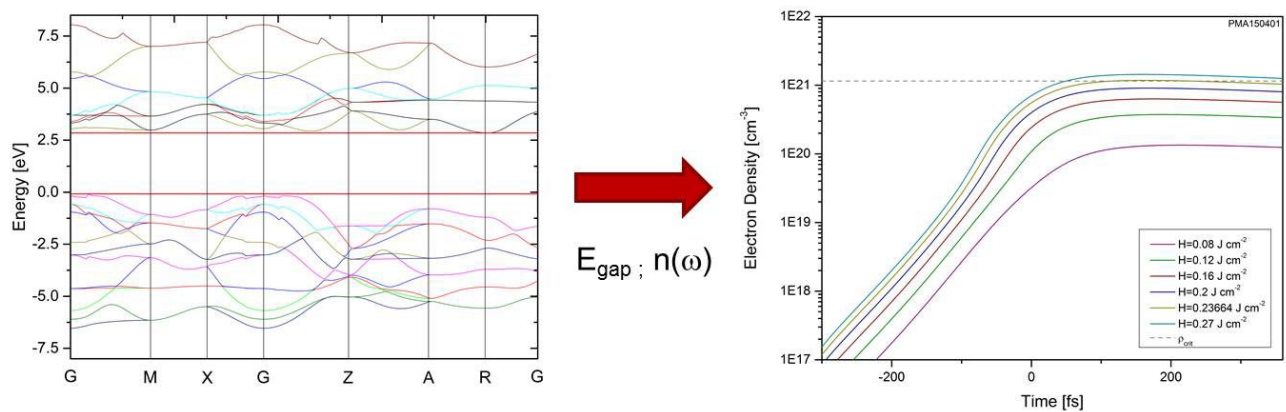 7.5
5.0
2.5
0.0
-2.5
-5.0
-7.5
Energy [eV]
G M X G Z A R G
E_gap ; n(ω)
PMA150401
1E22
1E21
1E20
1E19
1E18
1E17
Electron Density [cm⁻³]
H=0.08 J cm⁻²
H=0.12 J cm⁻²
H=0.16 J cm⁻²
H=0.2 J cm⁻²
H=0.23664 J cm⁻²
H=0.27 J cm⁻²
ρ_crit
-200 0 200
Time [fs]